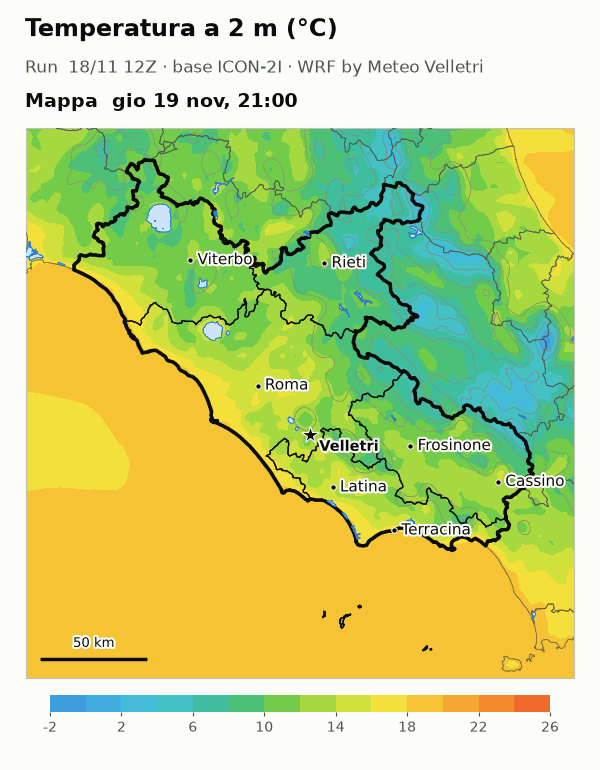 Temperatura a 2 m (°C)
Run  18/11 12Z · base ICON-2I · WRF by Meteo Velletri
Mappa  gio 19 nov, 21:00
Viterbo
Rieti
Roma
Velletri
Frosinone
Cassino
Latina
Terracina
50 km
-2 2 6 10 14 18 22 26